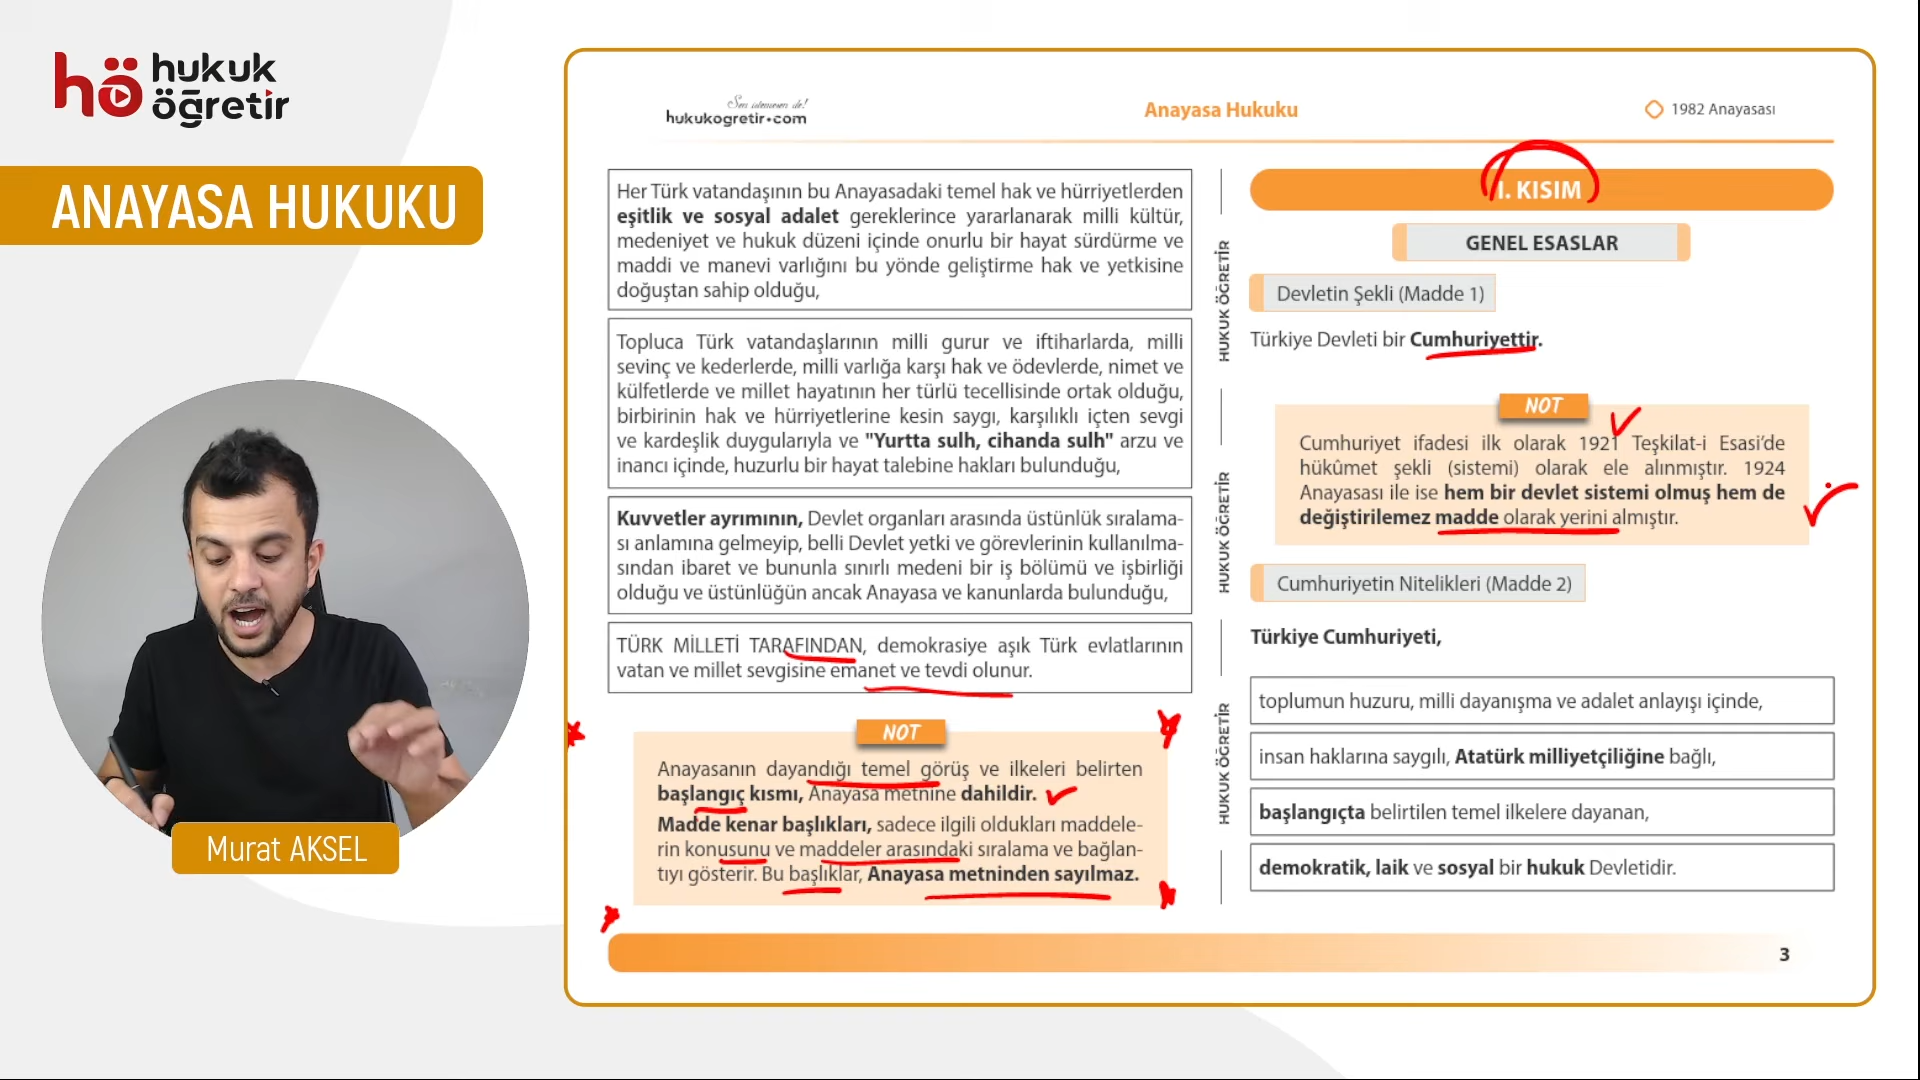 hö hukuk
öğretir
ANAYASA HUKUKU
Murat AKSEL
Sen istemesen de!
hukukogretir.com
Anayasa Hukuku
1982 Anayasası
Her Türk vatandaşının bu Anayasadaki temel hak ve hürriyetlerden
eşitlik ve sosyal adalet gereklerince yararlanarak milli kültür,
medeniyet ve hukuk düzeni içinde onurlu bir hayat sürdürme ve
maddi ve manevi varlığını bu yönde geliştirme hak ve yetkisine
doğuştan sahip olduğu,
Topluca Türk vatandaşlarının milli gurur ve iftiharlarda, milli
sevinç ve kederlerde, milli varlığa karşı hak ve ödevlerde, nimet ve
külfetlerde ve millet hayatının her türlü tecellisinde ortak olduğu,
birbirinin hak ve hürriyetlerine kesin saygı, karşılıklı içten sevgi
ve kardeşlik duygularıyla ve "Yurtta sulh, cihanda sulh" arzu ve
inancı içinde, huzurlu bir hayat talebine hakları bulunduğu,
Kuvvetler ayrımının, Devlet organları arasında üstünlük sıralama-
sı anlamına gelmeyip, belli Devlet yetki ve görevlerinin kullanılma-
sından ibaret ve bununla sınırlı medeni bir iş bölümü ve işbirliği
olduğu ve üstünlüğün ancak Anayasa ve kanunlarda bulunduğu,
TÜRK MİLLETİ TARAFINDAN, demokrasiye aşık Türk evlatlarının
vatan ve millet sevgisine emanet ve tevdi olunur.
NOT
Anayasanın dayandığı temel görüş ve ilkeleri belirten
başlangıç kısmı, Anayasa metnine dahildir.
Madde kenar başlıkları, sadece ilgili oldukları maddele-
rin konusunu ve maddeler arasındaki sıralama ve bağlan-
tıyı gösterir. Bu başlıklar, Anayasa metninden sayılmaz.
HUKUK ÖĞRETİR
HUKUK ÖĞRETİR
HUKUK ÖĞRETİR
I. KISIM
GENEL ESASLAR
Devletin Şekli (Madde 1)
Türkiye Devleti bir Cumhuriyettir.
NOT
Cumhuriyet ifadesi ilk olarak 1921 Teşkilat-i Esasi’de
hükûmet şekli (sistemi) olarak ele alınmıştır. 1924
Anayasası ile ise hem bir devlet sistemi olmuş hem de
değiştirilemez madde olarak yerini almıştır.
Cumhuriyetin Nitelikleri (Madde 2)
Türkiye Cumhuriyeti,
toplumun huzuru, milli dayanışma ve adalet anlayışı içinde,
insan haklarına saygılı, Atatürk milliyetçiliğine bağlı,
başlangıçta belirtilen temel ilkelere dayanan,
demokratik, laik ve sosyal bir hukuk Devletidir.
3